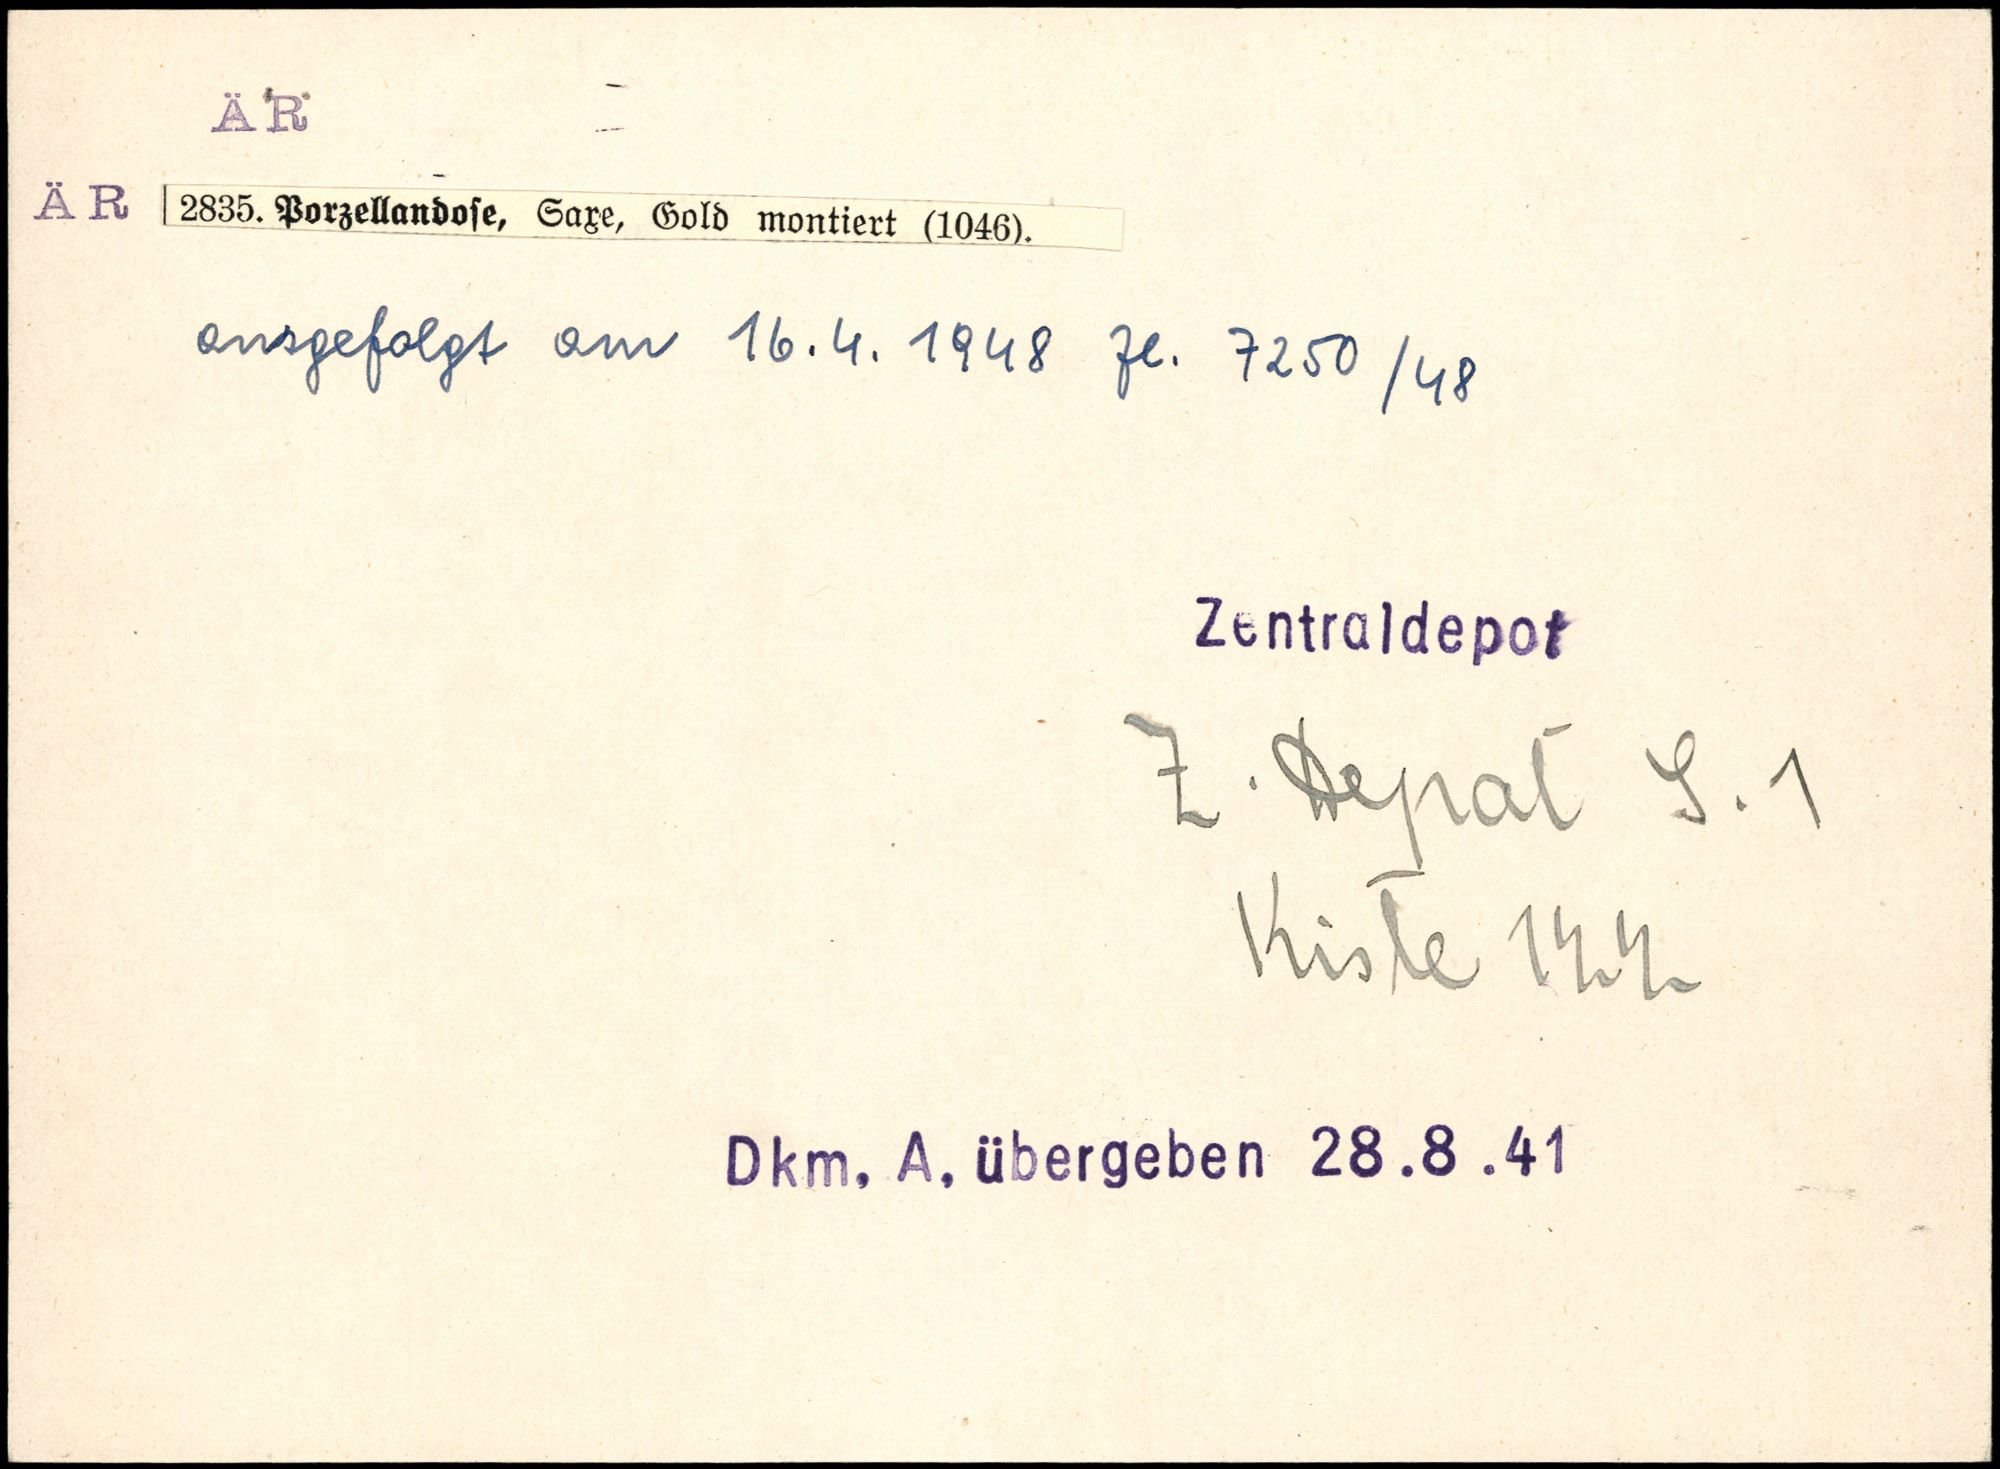 ÄR
ÄR 2835. Porzellandose, Saxe, Gold montiert (1046).
ausgefolgt am 16.4.1948 Zl. 7250/48
Zentraldepot
Z. Depot S. 1
Kiste
Dkm. A. übergeben 28.8.41